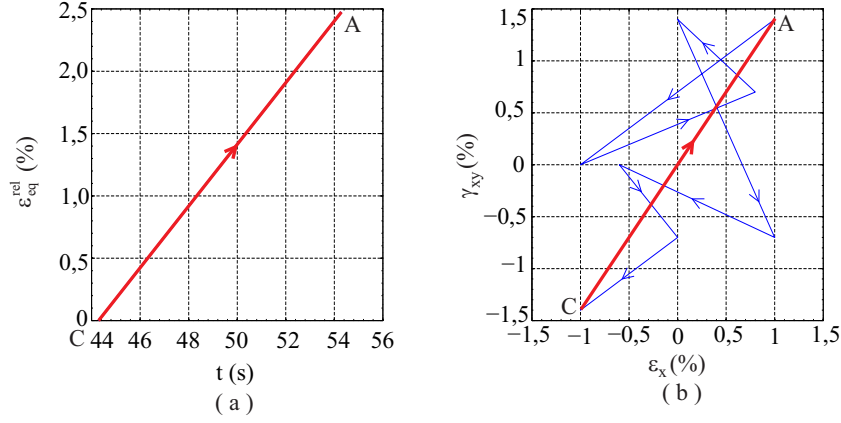 2,5
2,0
1,5
1,0
0,5
0
ε_eq^rel (%)
A
C
44 46 48 50 52 54 56
t (s)
( a )
1,5
1
0,5
0
−0,5
−1
−1,5
γ_xy (%)
A
C
−1,5 −1 −0,5 0 0,5 1 1,5
ε_x (%)
( b )